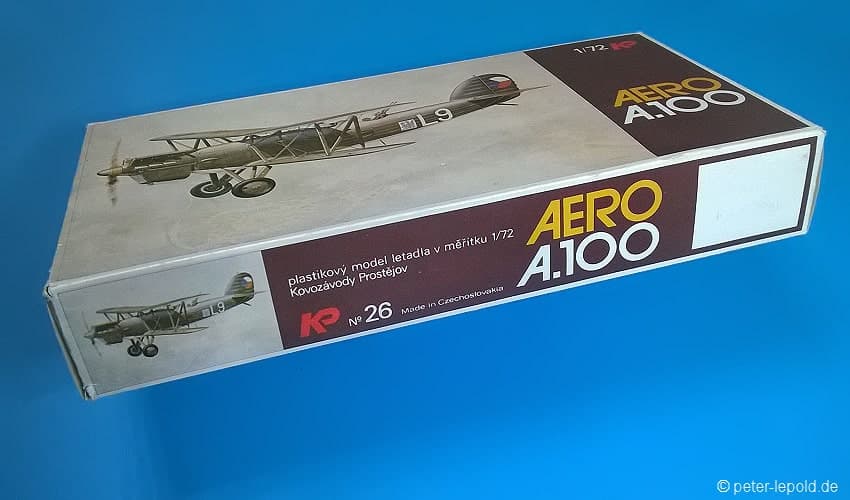 1/72 KP
AERO
A.100
L9
plastikový model letadla v měřítku 1/72
Kovozávody Prostějov
KP № 26 Made in Czechoslovakia
AERO
A.100
L9
© peter-lepold.de